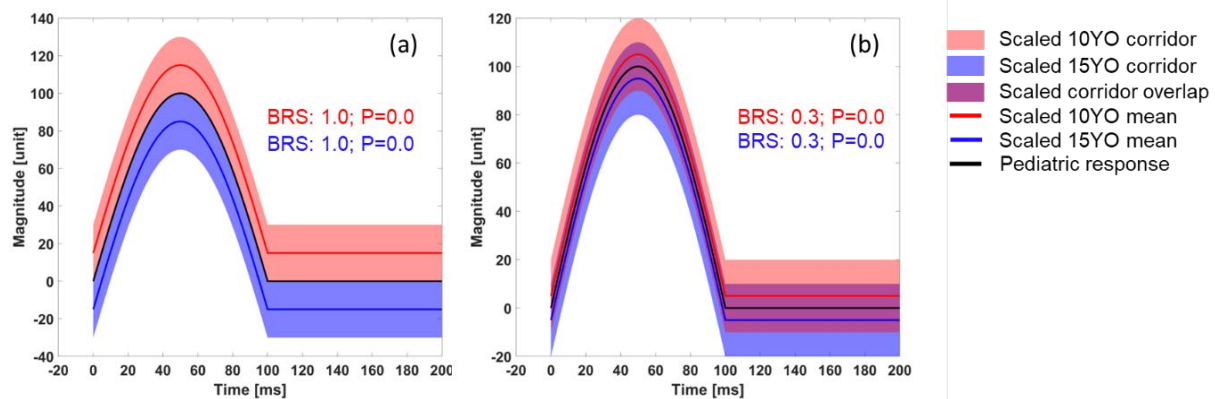 140
120
100
80
60
40
20
0
-20
-40
Magnitude [unit]
(a)
BRS: 1.0; P=0.0
BRS: 1.0; P=0.0
-20 0 20 40 60 80 100 120 140 160 180 200
Time [ms]
120
100
80
60
40
20
0
-20
Magnitude [unit]
(b)
BRS: 0.3; P=0.0
BRS: 0.3; P=0.0
-20 0 20 40 60 80 100 120 140 160 180 200
Time [ms]
Scaled 10YO corridor
Scaled 15YO corridor
Scaled corridor overlap
Scaled 10YO mean
Scaled 15YO mean
Pediatric response